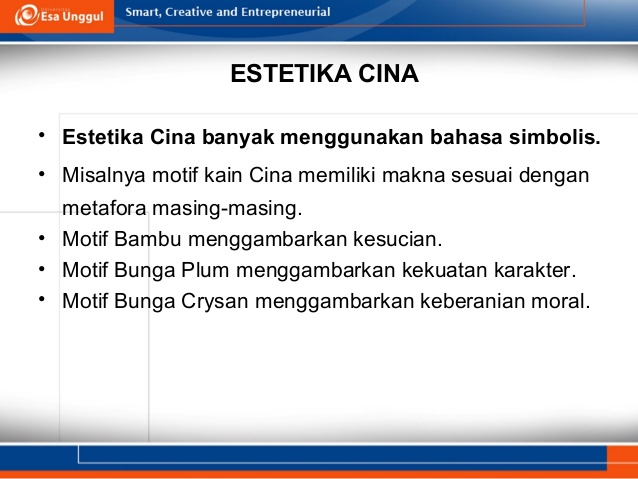 Esa Unggul
Smart, Creative and Entrepreneurial
ESTETIKA CINA
• Estetika Cina banyak menggunakan bahasa simbolis.
• Misalnya motif kain Cina memiliki makna sesuai dengan
metafora masing-masing.
• Motif Bambu menggambarkan kesucian.
• Motif Bunga Plum menggambarkan kekuatan karakter.
• Motif Bunga Crysan menggambarkan keberanian moral.